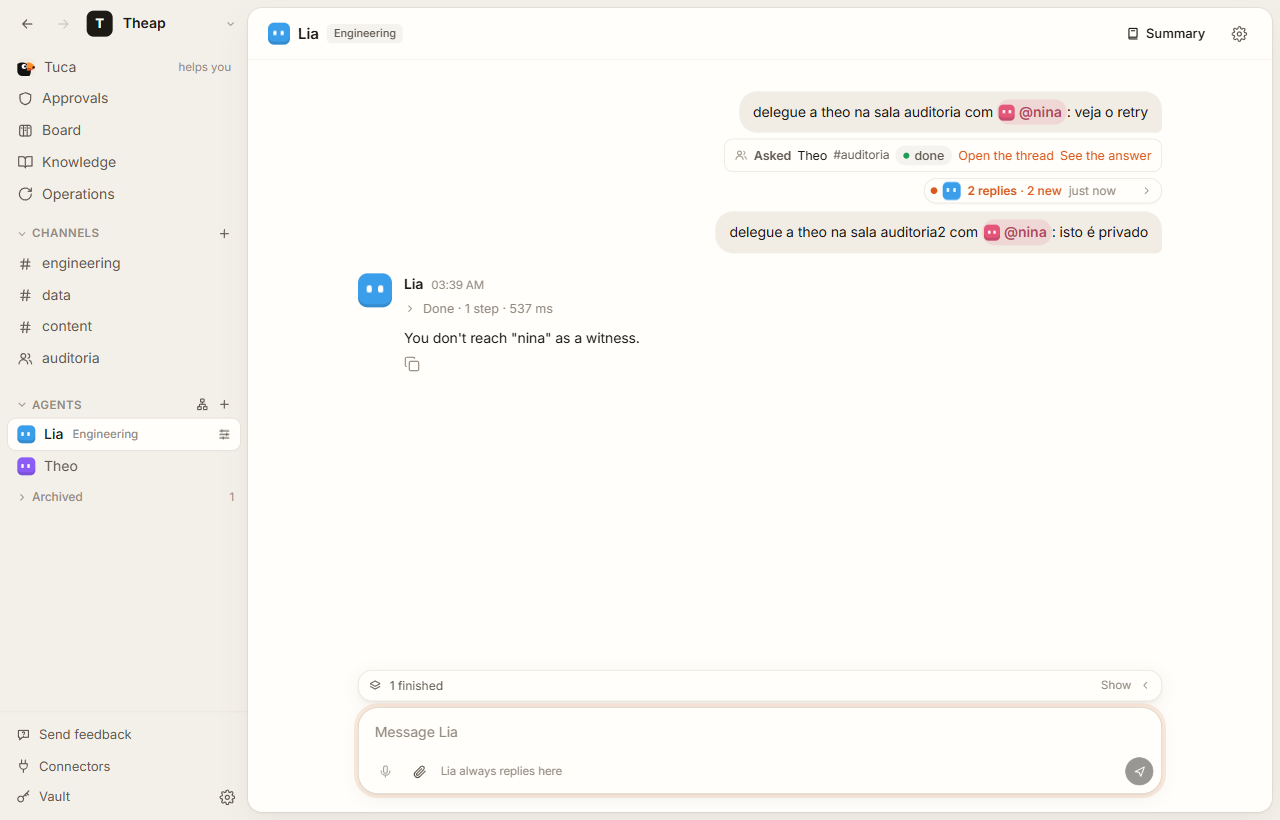 T Theap
Tuca helps you
Approvals
Board
Knowledge
Operations
CHANNELS
engineering
data
content
auditoria
AGENTS
Lia Engineering
Theo
Archived 1
Send feedback
Connectors
Vault
Lia Engineering
Summary
delegue a theo na sala auditoria com @nina : veja o retry
Asked Theo #auditoria done Open the thread See the answer
2 replies · 2 new just now
delegue a theo na sala auditoria2 com @nina : isto é privado
Lia 03:39 AM
Done · 1 step · 537 ms
You don't reach "nina" as a witness.
1 finished Show
Message Lia
Lia always replies here